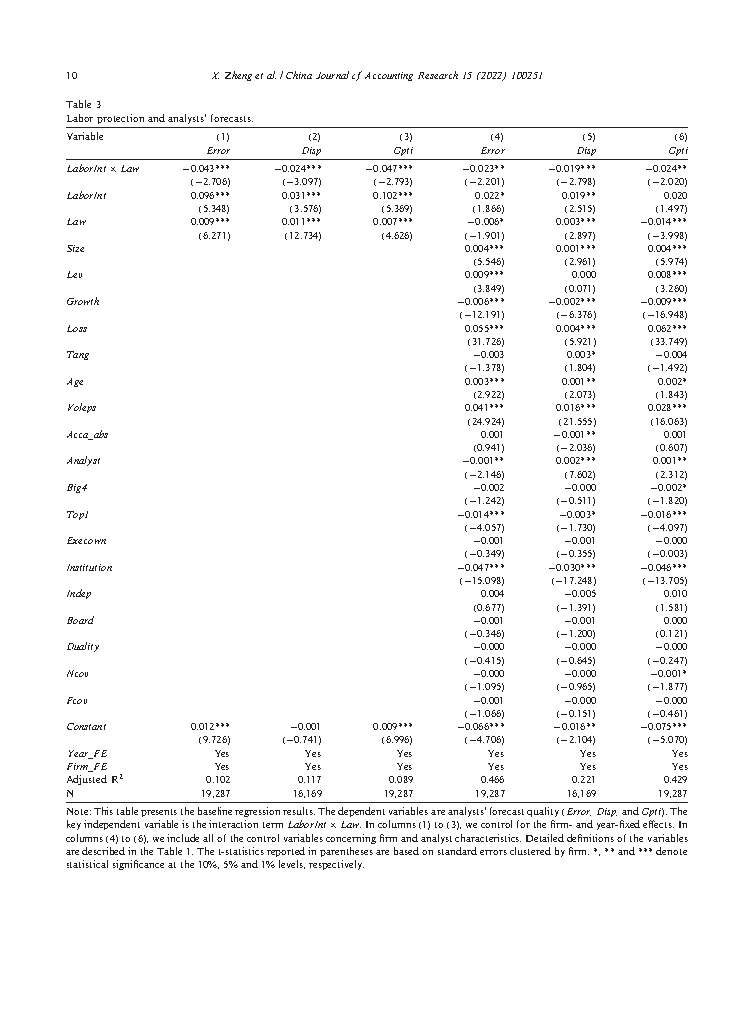 10 X. Zheng et al. / China Journal of Accounting Research 15 (2022) 100251
Table 3
Labor protection and analysts' forecasts.
Variable (1) (2) (3) (4) (5) (6)
Error Disp Gpti Error Disp Gpti
LaborInt × Law −0.043*** −0.024*** −0.047*** −0.023** −0.019*** −0.024**
(−2.706) (−3.097) (−2.793) (−2.201) (−2.798) (−2.020)
LaborInt 0.096*** 0.031*** 0.102*** 0.022* 0.019** 0.020
(5.348) (3.576) (5.369) (1.866) (2.515) (1.497)
Law 0.009*** 0.011*** 0.007*** −0.006* 0.003*** −0.014***
(6.271) (12.734) (4.626) (−1.901) (2.897) (−3.998)
Size 0.004*** 0.001*** 0.004***
(5.546) (2.961) (5.974)
Lev 0.009*** 0.000 0.008***
(3.849) (0.071) (3.260)
Growth −0.006*** −0.002*** −0.009***
(−12.191) (−6.376) (−16.948)
Loss 0.055*** 0.004*** 0.062***
(31.726) (5.921) (33.749)
Tang −0.003 0.003* −0.004
(−1.378) (1.804) (−1.492)
Age 0.003*** 0.001** 0.002*
(2.922) (2.073) (1.843)
Voleps 0.041*** 0.016*** 0.028***
(24.924) (21.555) (16.063)
Acca_abs 0.001 −0.001** 0.001
(0.941) (−2.036) (0.607)
Analyst −0.001** 0.002*** 0.001**
(−2.146) (7.602) (2.312)
Big4 −0.002 −0.000 −0.002*
(−1.242) (−0.511) (−1.820)
Top1 −0.014*** −0.003* −0.016***
(−4.057) (−1.730) (−4.097)
Execown −0.001 −0.001 −0.000
(−0.349) (−0.355) (−0.003)
Institution −0.047*** −0.030*** −0.046***
(−15.098) (−17.248) (−13.705)
Indep 0.004 −0.005 0.010
(0.677) (−1.391) (1.581)
Board −0.001 −0.001 0.000
(−0.346) (−1.200) (0.121)
Duality −0.000 −0.000 −0.000
(−0.415) (−0.645) (−0.247)
Ncov −0.000 −0.000 −0.001*
(−1.095) (−0.965) (−1.877)
Fcov −0.001 −0.000 −0.000
(−1.066) (−0.151) (−0.461)
Constant 0.012*** −0.001 0.009*** −0.066*** −0.016** −0.075***
(9.726) (−0.741) (6.996) (−4.706) (−2.104) (−5.070)
Year_FE Yes Yes Yes Yes Yes Yes
Firm_FE Yes Yes Yes Yes Yes Yes
Adjusted R² 0.102 0.117 0.089 0.466 0.221 0.429
N 19,287 16,169 19,287 19,287 16,169 19,287
Note: This table presents the baseline regression results. The dependent variables are analysts' forecast quality (Error, Disp, and Gpti). The
key independent variable is the interaction term LaborInt × Law. In columns (1) to (3), we control for the firm- and year-fixed effects. In
columns (4) to (6), we include all of the control variables concerning firm and analyst characteristics. Detailed definitions of the variables
are described in the Table 1. The t-statistics reported in parentheses are based on standard errors clustered by firm. *, ** and *** denote
statistical significance at the 10%, 5% and 1% levels, respectively.